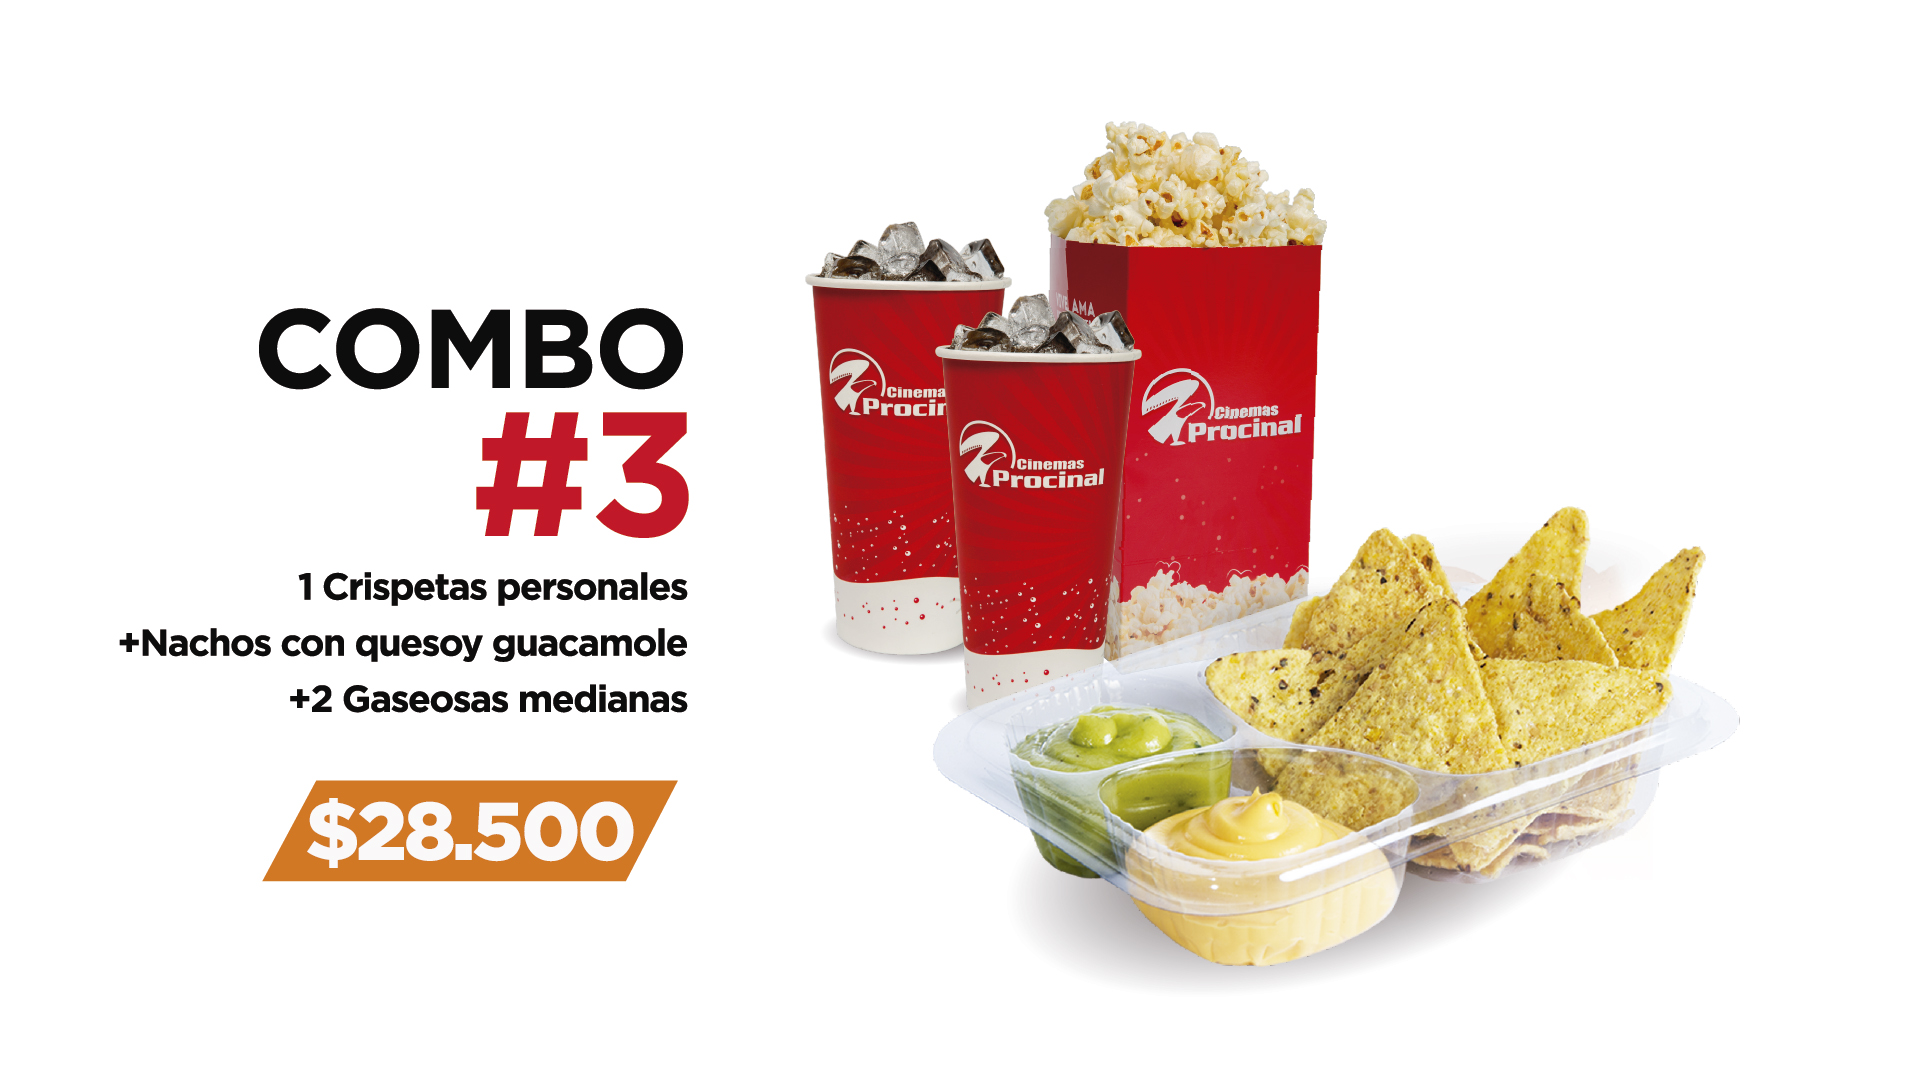 COMBO
#3
1 Crispetas personales
+Nachos con quesoy guacamole
+2 Gaseosas medianas
$28.500
Cinema
Procin
Cinemas
Procinal
AMA
Cinemas
Procinal